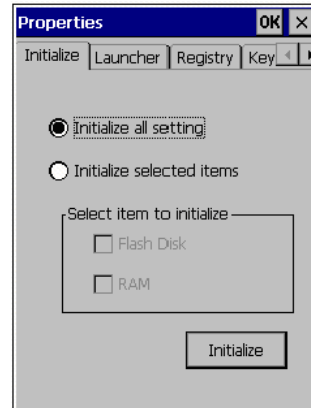 Properties OK ×
Initialize Launcher Registry Key
Initialize all setting
Initialize selected items
Select item to initialize
Flash Disk
RAM
Initialize